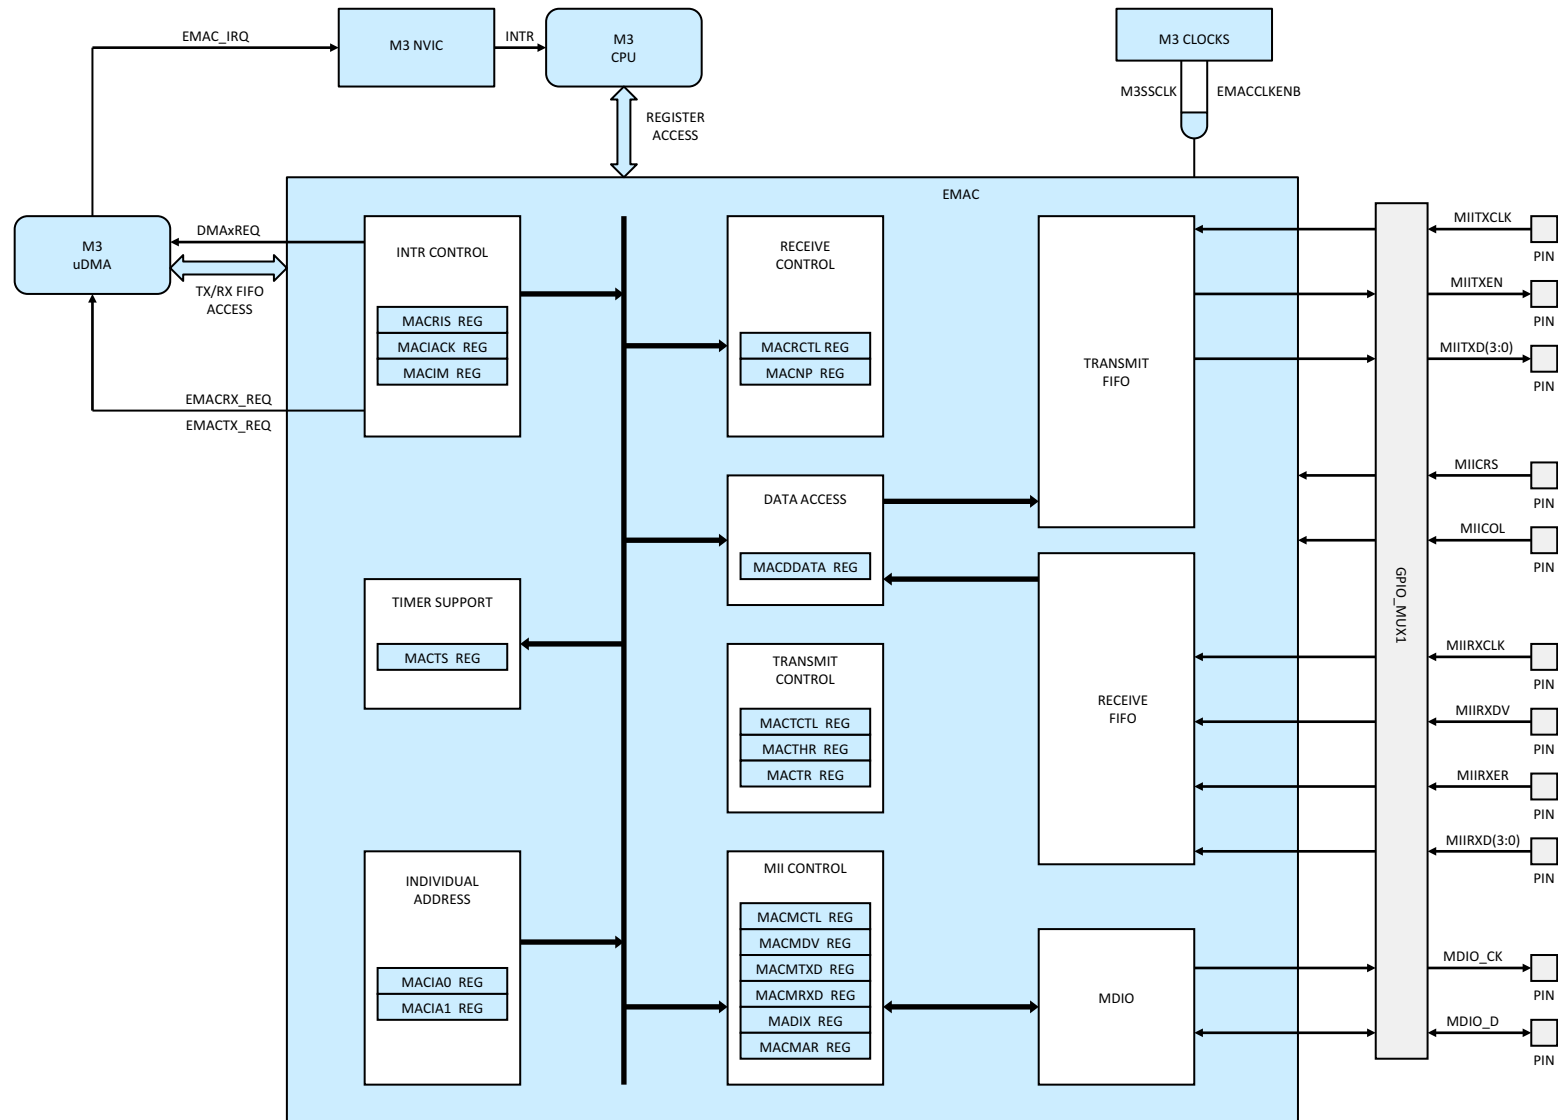 EMAC_IRQ
M3 NVIC
INTR
M3
CPU
M3 CLOCKS
M3SSCLK
EMACCLKENB
REGISTER
ACCESS
EMAC
M3
uDMA
DMAxREQ
TX/RX FIFO
ACCESS
EMACRX_REQ
EMACTX_REQ
INTR CONTROL
MACRIS REG
MACIACK REG
MACIM REG
TIMER SUPPORT
MACTS REG
INDIVIDUAL
ADDRESS
MACIA0 REG
MACIA1 REG
RECEIVE
CONTROL
MACRCTL REG
MACNP REG
DATA ACCESS
MACDDATA REG
TRANSMIT
CONTROL
MACTCTL REG
MACTHR REG
MACTR REG
MII CONTROL
MACMCTL REG
MACMDV REG
MACMTXD REG
MACMRXD REG
MADIX REG
MACMAR REG
TRANSMIT
FIFO
RECEIVE
FIFO
MDIO
GPIO_MUX1
MIITXCLK
PIN
MIITXEN
PIN
MIITXD(3:0)
PIN
MIICRS
PIN
MIICOL
PIN
MIIRXCLK
PIN
MIIRXDV
PIN
MIIRXER
PIN
MIIRXD(3:0)
PIN
MDIO_CK
PIN
MDIO_D
PIN